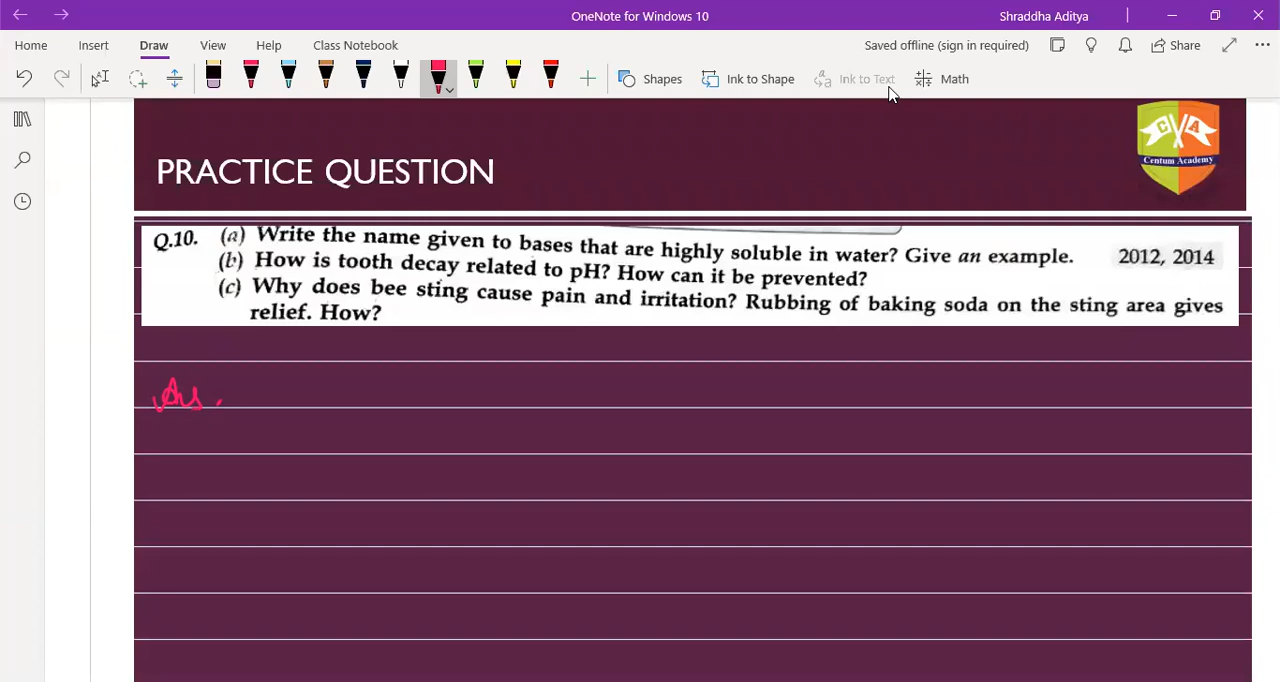 OneNote for Windows 10
Shraddha Aditya
Home Insert Draw View Help Class Notebook
Saved offline (sign in required)
Share
Shapes
Ink to Shape
Ink to Text
Math
PRACTICE QUESTION
CA
Centum Academy
Q.10. (a) Write the name given to bases that are highly soluble in water? Give an example. 2012, 2014
(b) How is tooth decay related to pH? How can it be prevented?
(c) Why does bee sting cause pain and irritation? Rubbing of baking soda on the sting area gives
relief. How?
Ans.